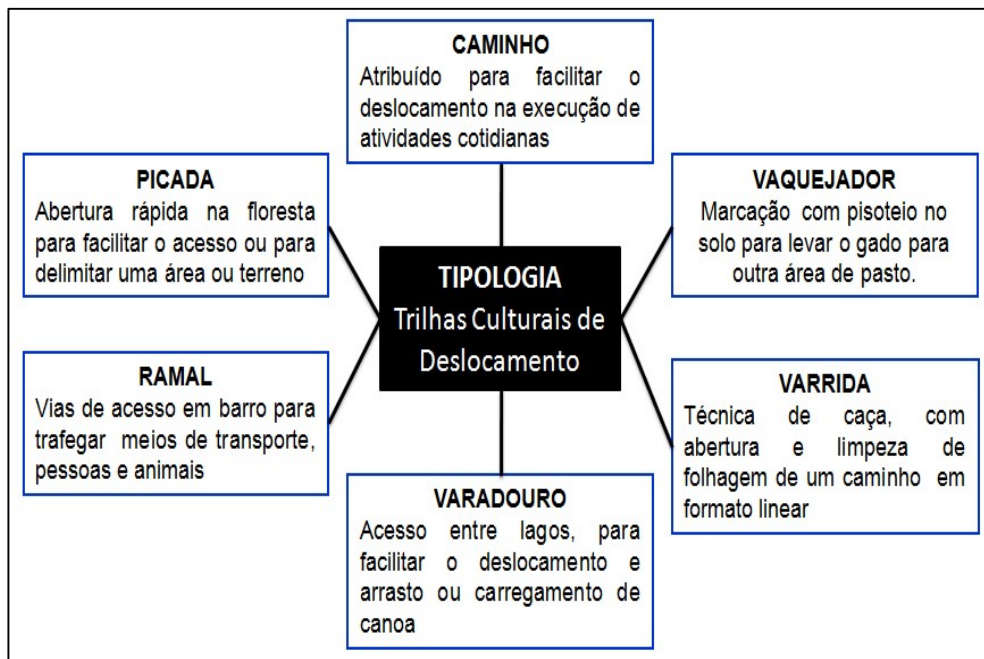 CAMINHO
Atribuído para facilitar o
deslocamento na execução de
atividades cotidianas
PICADA
Abertura rápida na floresta
para facilitar o acesso ou para
delimitar uma área ou terreno
VAQUEJADOR
Marcação com pisoteio no
solo para levar o gado para
outra área de pasto.
TIPOLOGIA
Trilhas Culturais de
Deslocamento
RAMAL
Vias de acesso em barro para
trafegar meios de transporte,
pessoas e animais
VARRIDA
Técnica de caça, com
abertura e limpeza de
folhagem de um caminho em
formato linear
VARADOURO
Acesso entre lagos, para
facilitar o deslocamento e
arrasto ou carregamento de
canoa